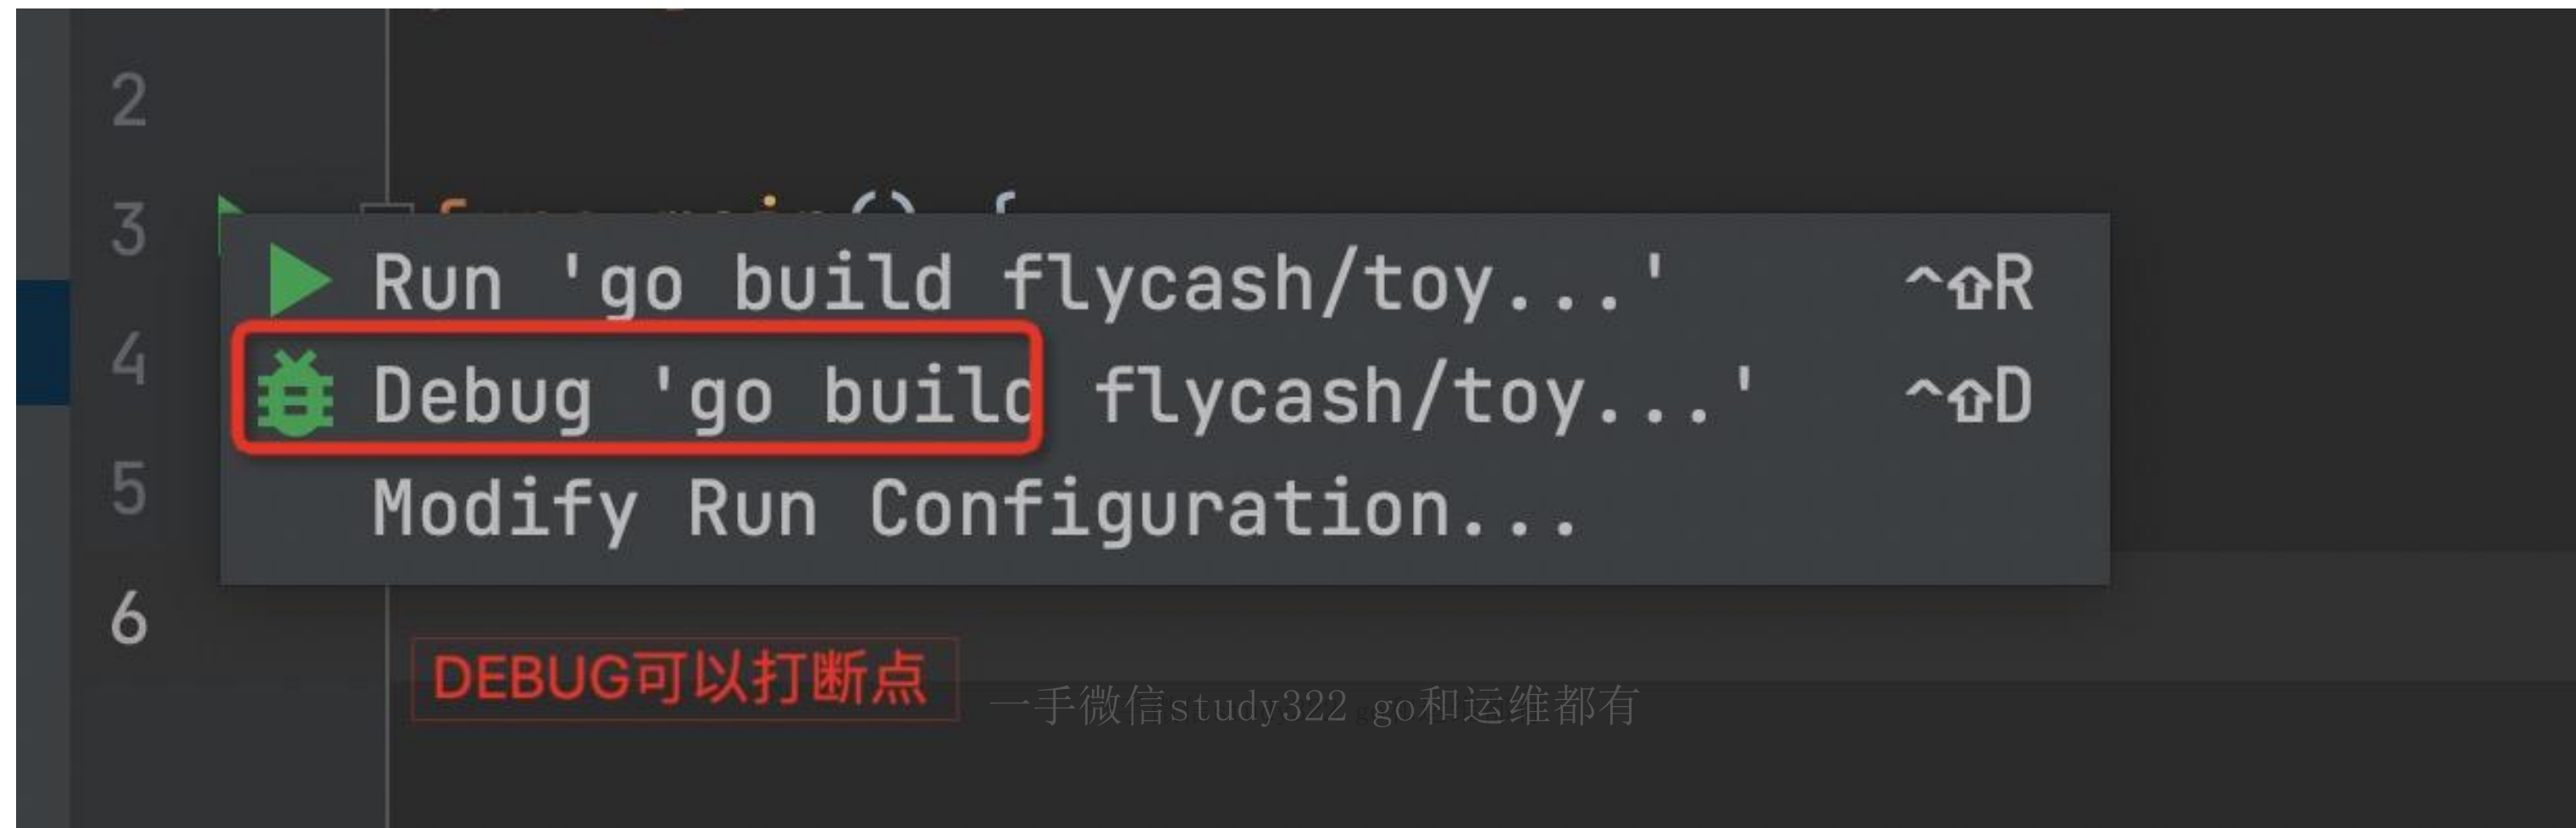 2
3 func main() {
Run 'go build flycash/toy...' ^⇧R
4
Debug 'go build flycash/toy...' ^⇧D
5
Modify Run Configuration...
6
DEBUG可以打断点
一手微信study322 go和运维都有